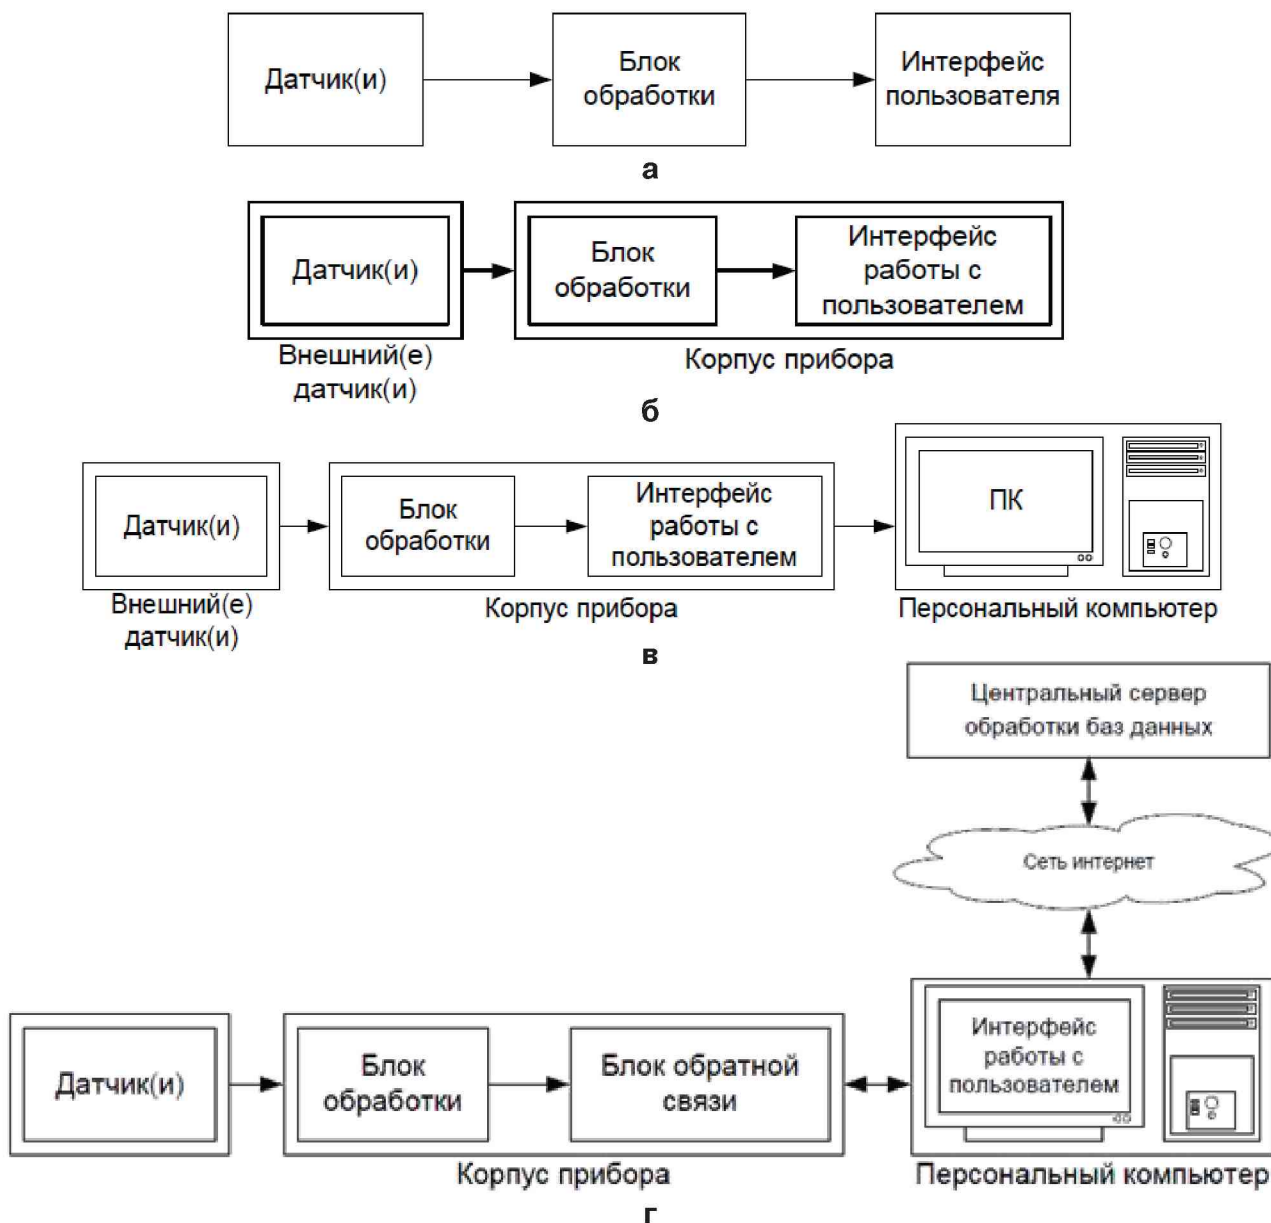 Датчик(и)
Блок
обработки
Интерфейс
пользователя
а
Датчик(и)
Блок
обработки
Интерфейс
работы с
пользователем
Внешний(е)
датчик(и)
Корпус прибора
б
Датчик(и)
Блок
обработки
Интерфейс
работы с
пользователем
ПК
Внешний(е)
датчик(и)
Корпус прибора
Персональный компьютер
в
Центральный сервер
обработки баз данных
Сеть интернет
Датчик(и)
Блок
обработки
Блок обратной
связи
Интерфейс
работы с
пользователем
Корпус прибора
Персональный компьютер
г